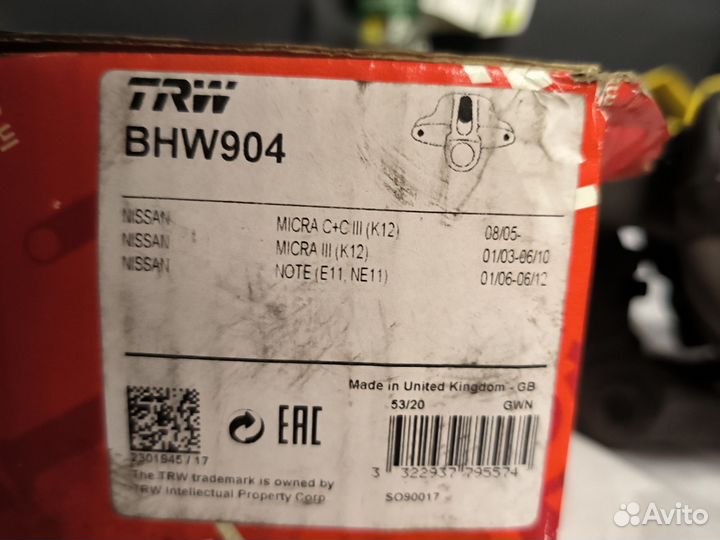 TRW
BHW904
NISSAN MICRA C+C III (K12) 08/05-
NISSAN MICRA III (K12) 01/03-06/10
NISSAN NOTE (E11, NE11) 01/06-06/12
Made in United Kingdom - GB
53/20 GWN
EAC
2301945 / 17
The TRW trademark is owned by
TRW Intellectual Property Corp
3 322937 795574
SO90017
Avito